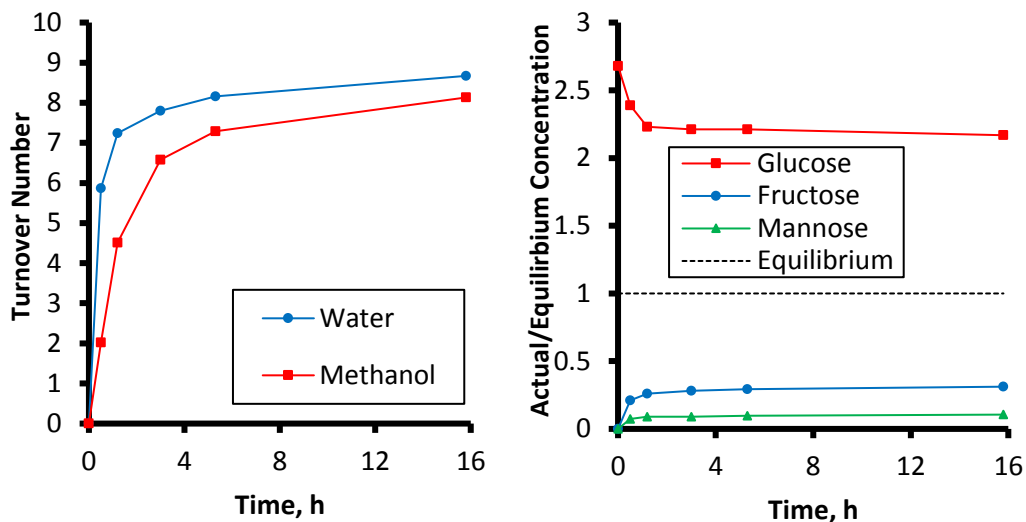 10
9
8
7
6
5
4
3
2
1
0
Turnover Number
Water
Methanol
0 4 8 12 16
Time, h
3
2.5
2
1.5
1
0.5
0
Actual/Equilirbium Concentration
Glucose
Fructose
Mannose
Equilibrium
0 4 8 12 16
Time, h